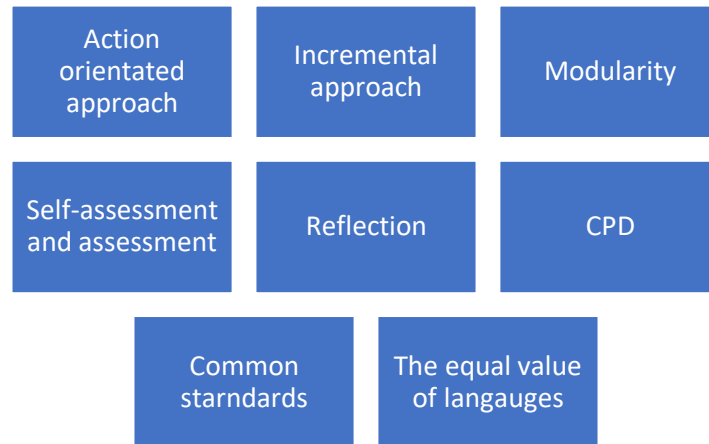 Action
orientated
approach
Incremental
approach
Modularity
Self-assessment
and assessment
Reflection
CPD
Common
starndards
The equal value
of langauges